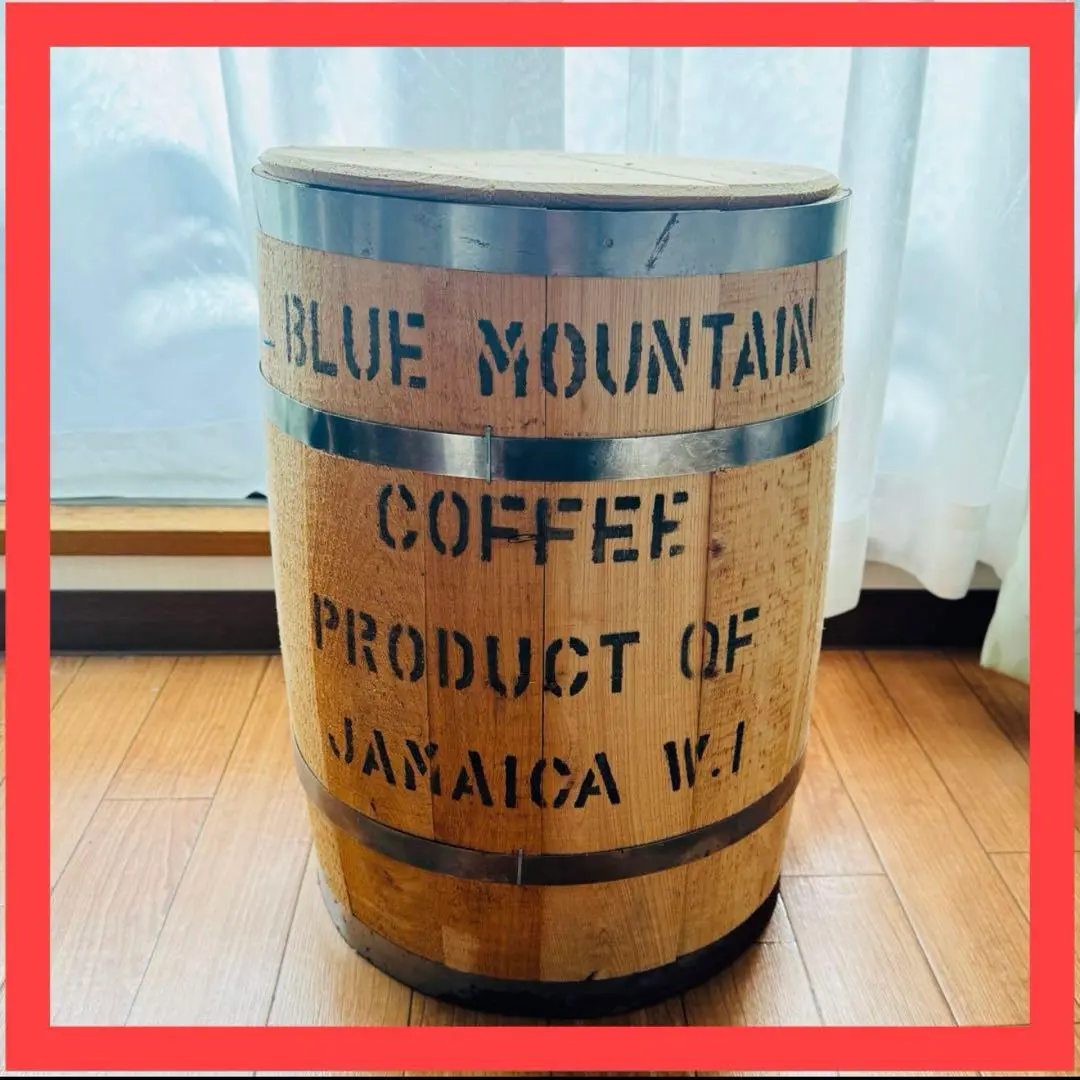 BLUE MOUNTAIN
COFFEE
PRODUCT OF
JAMAICA W.I